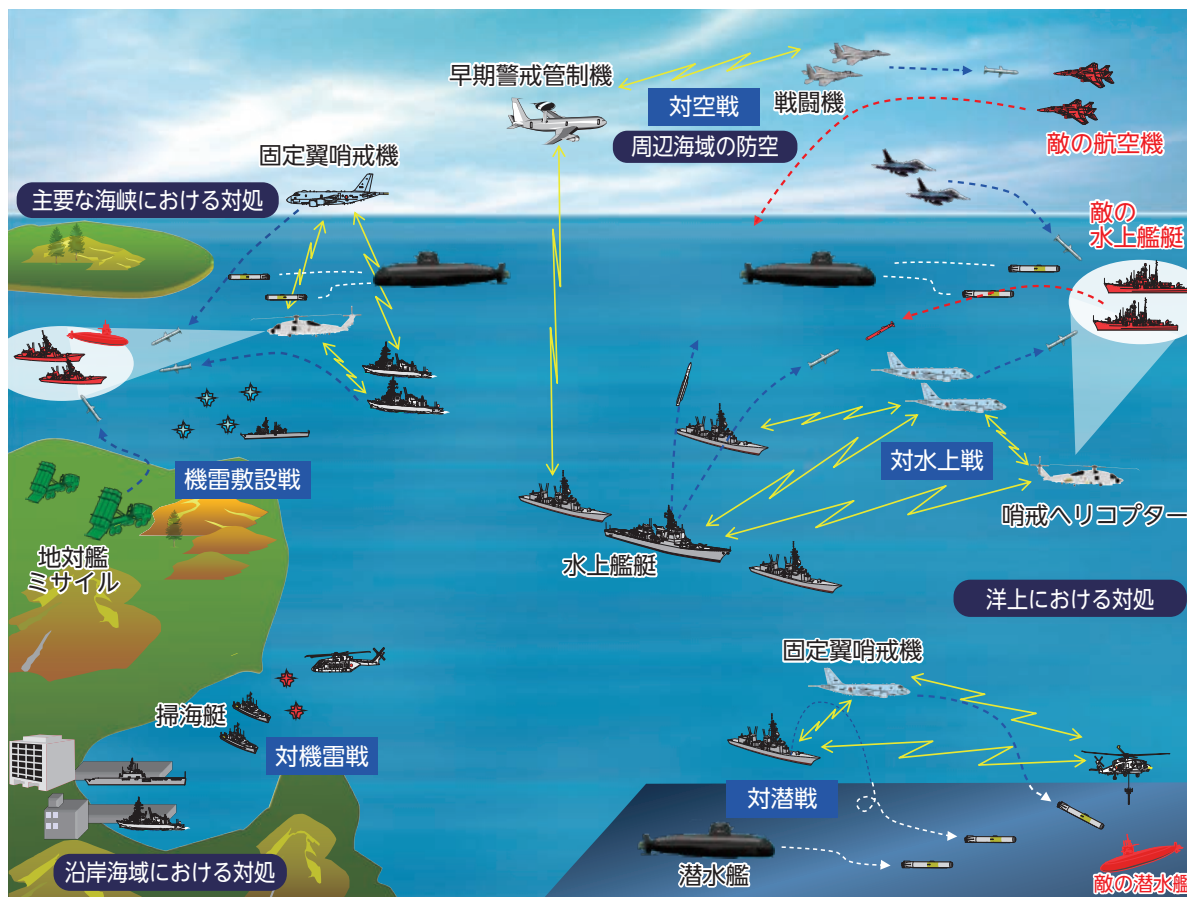 早期警戒管制機
対空戦
戦闘機
周辺海域の防空
敵の航空機
固定翼哨戒機
主要な海峡における対処
敵の
水上艦艇
機雷敷設戦
対水上戦
哨戒ヘリコプター
地対艦
ミサイル
水上艦艇
洋上における対処
固定翼哨戒機
掃海艇
対機雷戦
対潜戦
沿岸海域における対処
潜水艦
敵の潜水艦